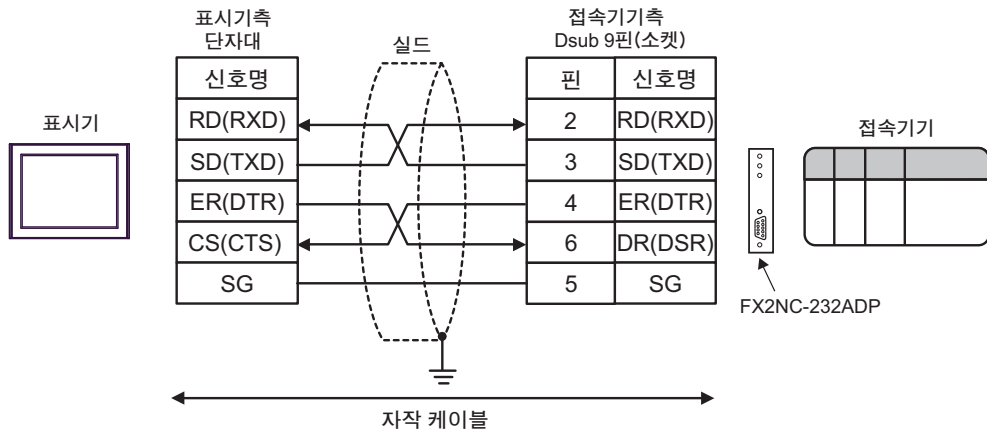 표시기측
단자대
실드
접속기기측
Dsub 9핀(소켓)
신호명
핀 신호명
RD(RXD) 2 RD(RXD)
SD(TXD) 3 SD(TXD)
ER(DTR) 4 ER(DTR)
CS(CTS) 6 DR(DSR)
SG 5 SG
표시기
접속기기
FX2NC-232ADP
자작 케이블